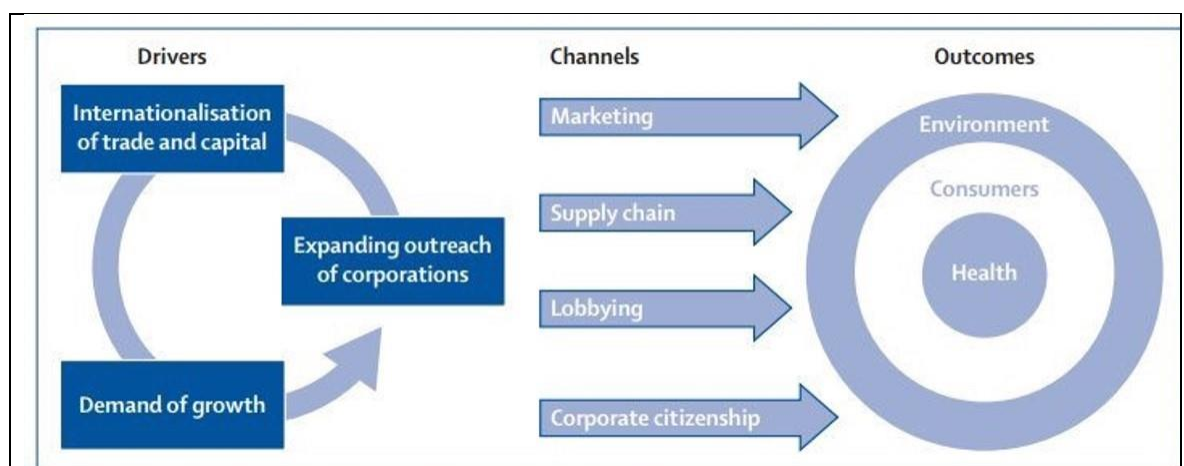 Drivers
Channels
Outcomes
Internationalisation
of trade and capital
Expanding outreach
of corporations
Demand of growth
Marketing
Supply chain
Lobbying
Corporate citizenship
Environment
Consumers
Health